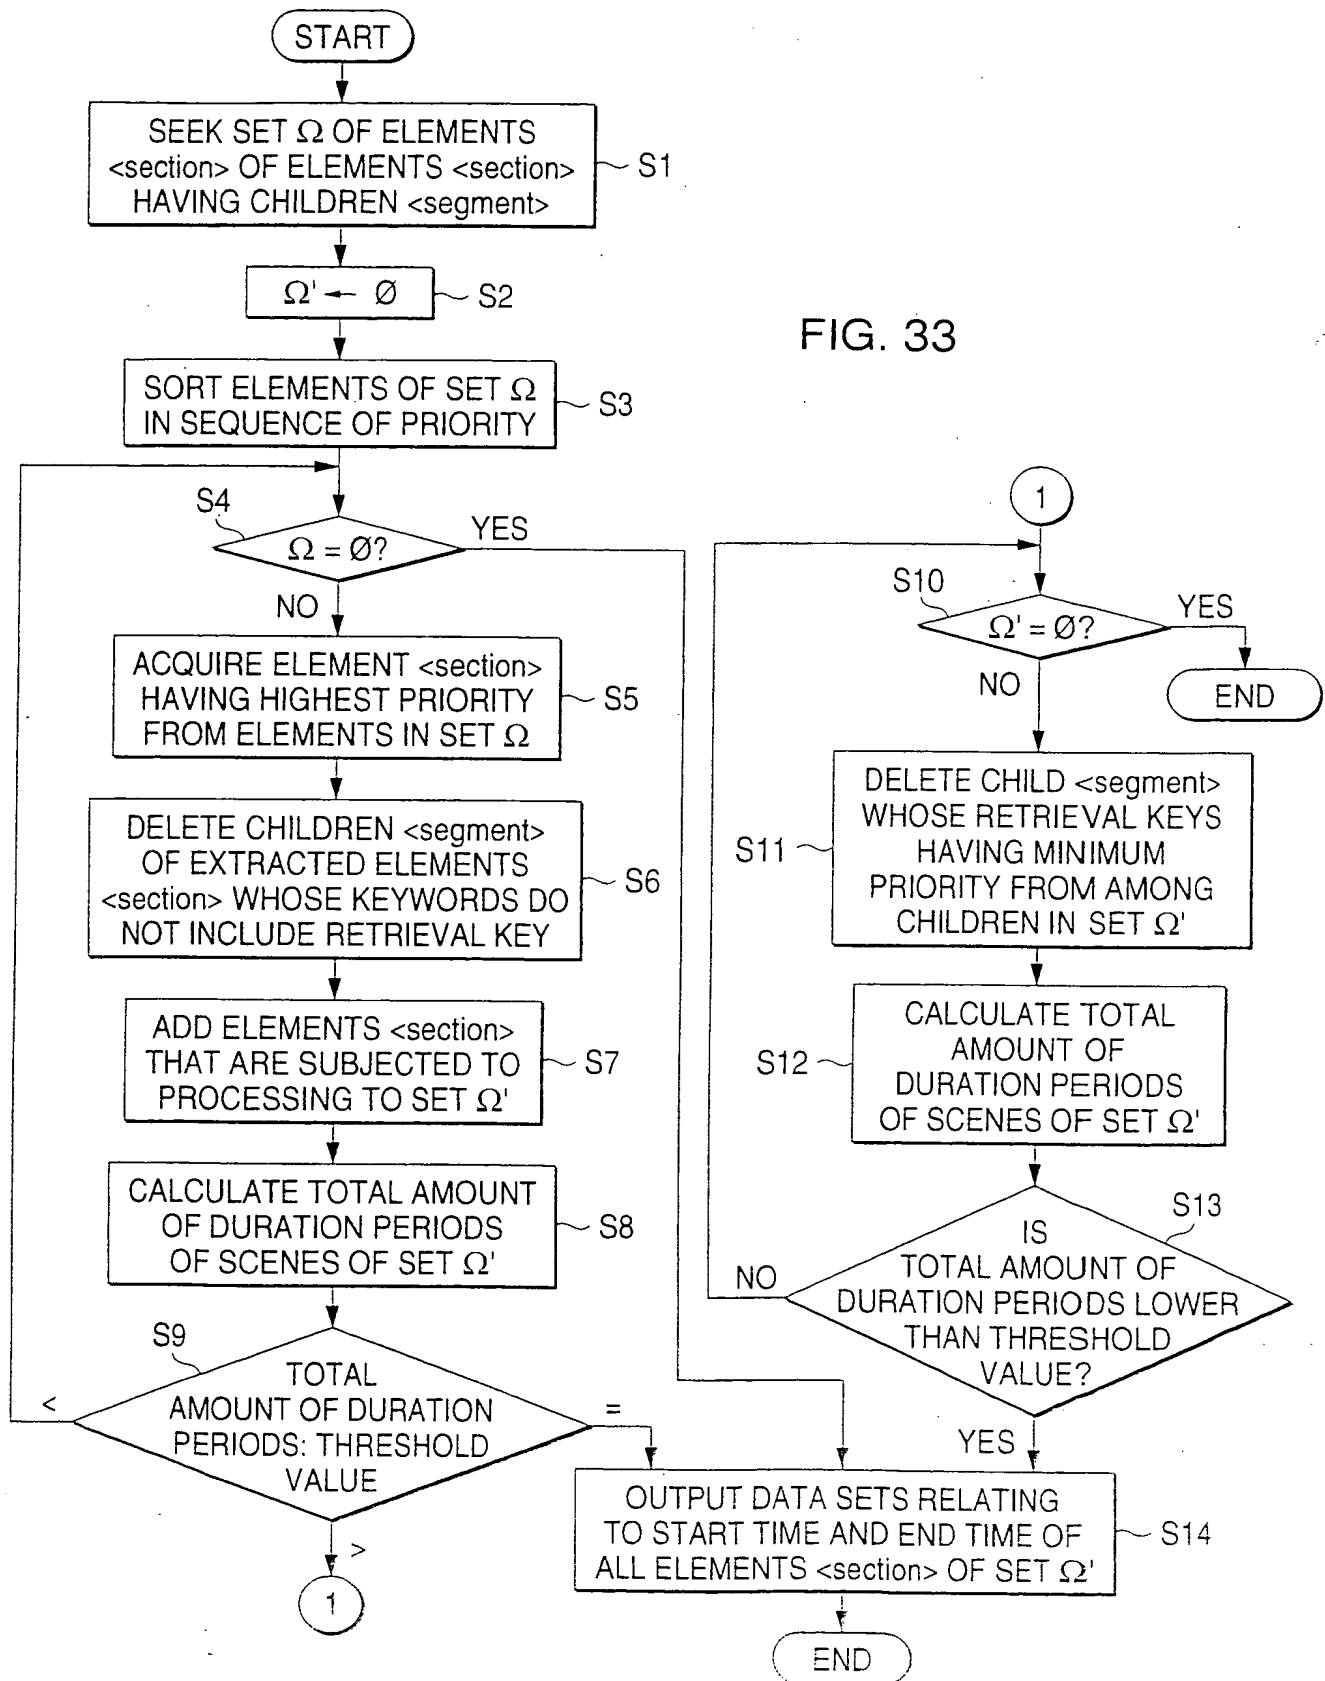 START
SEEK SET Ω OF ELEMENTS
<section> OF ELEMENTS <section>
HAVING CHILDREN <segment>
S1
Ω' ← Ø
S2
SORT ELEMENTS OF SET Ω
IN SEQUENCE OF PRIORITY
S3
S4
Ω = Ø?
YES
NO
ACQUIRE ELEMENT <section>
HAVING HIGHEST PRIORITY
FROM ELEMENTS IN SET Ω
S5
DELETE CHILDREN <segment>
OF EXTRACTED ELEMENTS
<section> WHOSE KEYWORDS DO
NOT INCLUDE RETRIEVAL KEY
S6
ADD ELEMENTS <section>
THAT ARE SUBJECTED TO
PROCESSING TO SET Ω'
S7
CALCULATE TOTAL AMOUNT
OF DURATION PERIODS
OF SCENES OF SET Ω'
S8
S9
TOTAL
AMOUNT OF DURATION
PERIODS: THRESHOLD
VALUE
<
=
>
1
FIG. 33
1
S10
Ω' = Ø?
YES
END
NO
DELETE CHILD <segment>
WHOSE RETRIEVAL KEYS
HAVING MINIMUM
PRIORITY FROM AMONG
CHILDREN IN SET Ω'
S11
CALCULATE TOTAL
AMOUNT OF
DURATION PERIODS
OF SCENES OF SET Ω'
S12
S13
IS
TOTAL AMOUNT OF
DURATION PERIODS LOWER
THAN THRESHOLD
VALUE?
NO
YES
OUTPUT DATA SETS RELATING
TO START TIME AND END TIME OF
ALL ELEMENTS <section> OF SET Ω'
S14
END